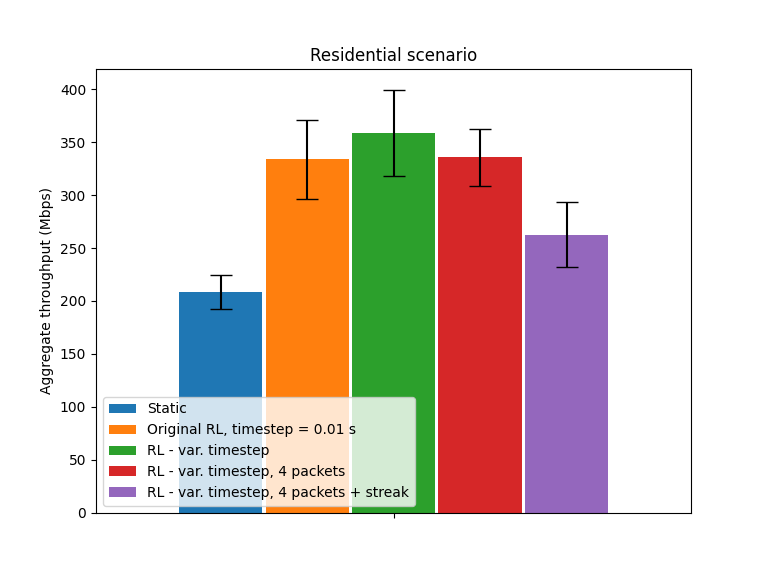 Residential scenario
Aggregate throughput (Mbps)
400
350
300
250
200
150
100
50
0
Static
Original RL, timestep = 0.01 s
RL - var. timestep
RL - var. timestep, 4 packets
RL - var. timestep, 4 packets + streak